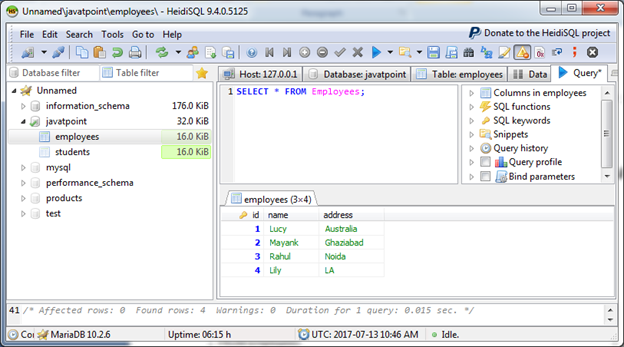 Unnamed\javatpoint\employees\ - HeidiSQL 9.4.0.5125
File Edit Search Tools Help
Donate to the HeidiSQL project
Database filter Table filter
Host: 127.0.0.1 Database: javatpoint Table: employees Data Query*
Unnamed
information_schema 176.0 KiB
javatpoint 32.0 KiB
employees 16.0 KiB
students 16.0 KiB
mysql
performance_schema
products
test
1 SELECT * FROM Employees;
Columns in employees
SQL functions
SQL keywords
Snippets
Query history
Query profile
Bind parameters
employees (3×4)
id name address
1 Lucy Australia
2 Mayank Ghaziabad
3 Rahul Noida
4 Lily LA
41 /* Affected rows: 0 Found rows: 4 Warnings: 0 Duration for 1 query: 0.015 sec. */
MariaDB 10.2.6 Uptime: 06:15 h UTC: 2017-07-13 10:46 AM Idle.